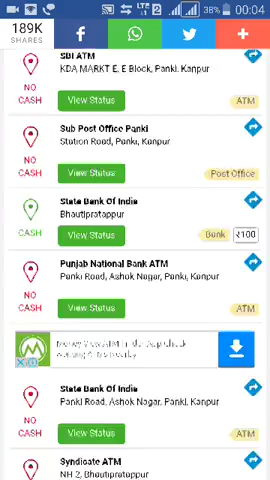 38% 00:04
189K
SHARES
SBI ATM
KDA MARKT E, E Block, Panki, Kanpur
NO
CASH
View Status
ATM
Sub Post Office Panki
Station Road, Panki, Kanpur
NO
CASH
View Status
Post Office
State Bank Of India
Bhautipratappur
CASH
View Status
Bank ₹100
Punjab National Bank ATM
Panki Road, Ashok Nagar, Panki, Kanpur
NO
CASH
View Status
ATM
State Bank Of India
Panki Road, Ashok Nagar, Panki, Kanpur
NO
CASH
View Status
ATM
Syndicate ATM
NH 2, Bhautipratappur
NO